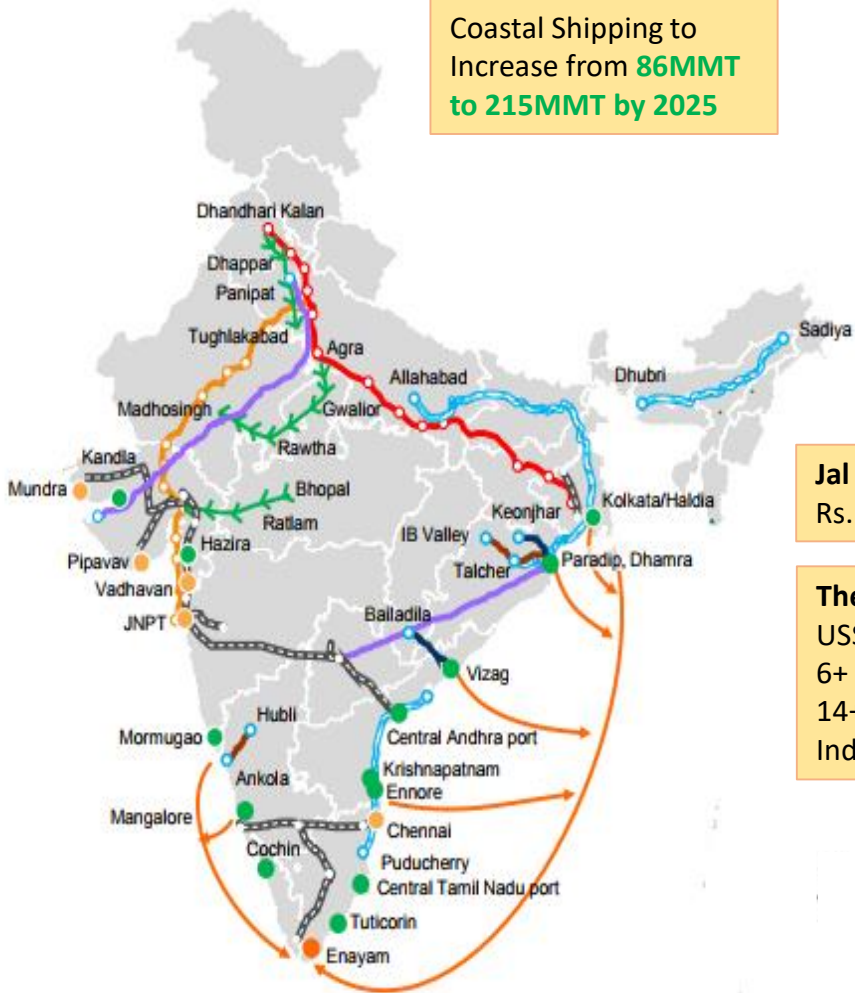 Coastal Shipping to
Increase from 86MMT
to 215MMT by 2025
Dhandhari Kalan
Dhappar
Panipat
Tughlakabad
Agra
Allahabad
Dhubri
Sadiya
Madhosingh
Gwalior
Rawtha
Kandla
Mundra
Bhopal
Ratlam
Keonjhar
Kolkata/Haldia
IB Valley
Hazira
Pipavav
Talcher
Paradip, Dhamra
Vadhavan
JNPT
Bailadila
Vizag
Hubli
Mormugao
Central Andhra port
Ankola
Krishnapatnam
Ennore
Mangalore
Chennai
Cochin
Puducherry
Central Tamil Nadu port
Tuticorin
Enayam
Jal
Rs.
The
US$
6+
14-
Ind